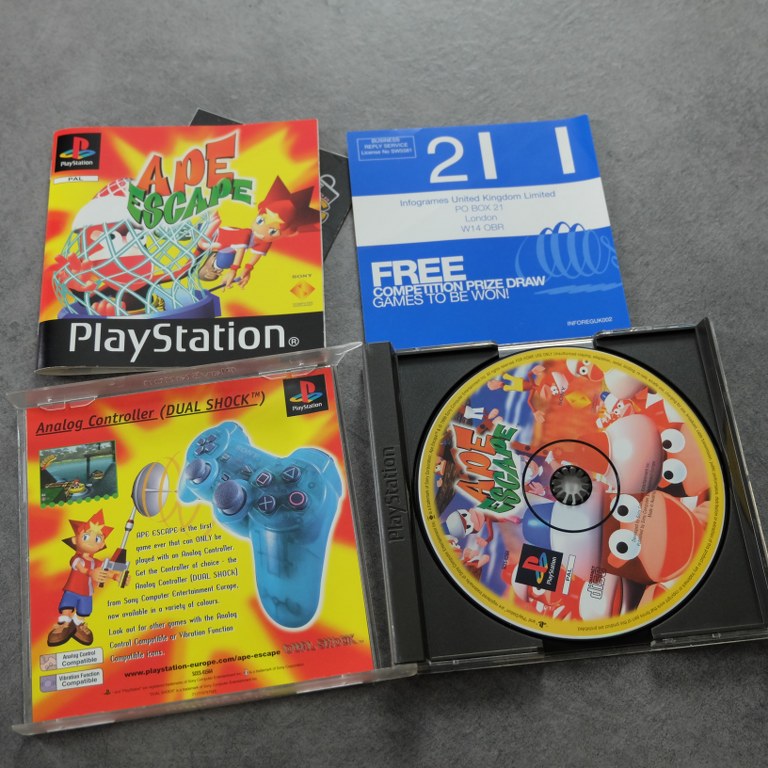 PlayStation
PAL
APE
ESCAPE
SONY
PlayStation®
BUSINESS
REPLY SERVICE
211
Infogrames United Kingdom Limited
PO BOX 21
London
W14 OBR
FREE
COMPETITION PRIZE DRAW
GAMES TO BE WON!
INFOREGUK002
Analog Controller (DUAL SHOCK™)
PlayStation
APE ESCAPE is the first
game ever that can ONLY be
played with an Analog Controller.
Get the Controller of choice - the
Analog Controller (DUAL SHOCK)
from Sony Computer Entertainment Europe,
now available in a variety of colours.
Look out for other games with the Analog
Control Compatible or Vibration Function
Compatible icons.
Analog Control
Compatible
Vibration Function
Compatible
www.playstation-europe.com/ape-escape
DUAL SHOCK™
PlayStation
APE
ESCAPE
PlayStation
PAL